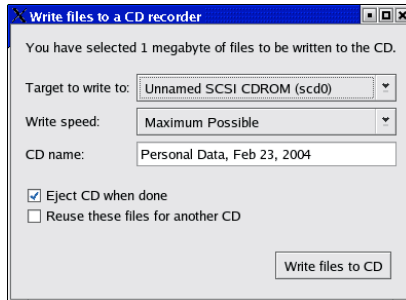 Write files to a CD recorder
You have selected 1 megabyte of files to be written to the CD.
Target to write to: Unnamed SCSI CDROM (scd0)
Write speed: Maximum Possible
CD name: Personal Data, Feb 23, 2004
Eject CD when done
Reuse these files for another CD
Write files to CD